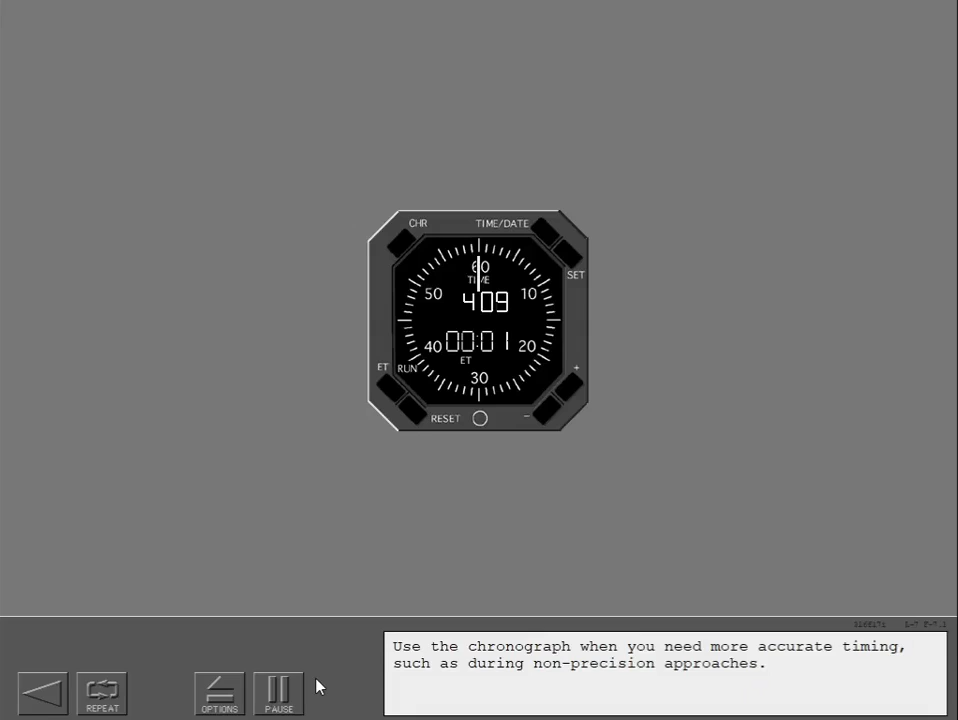 CHR TIME/DATE
SET
60
TIME
50 10
409
40 00:01 20
ET
ET RUN +
30
RESET −
Use the chronograph when you need more accurate timing,
such as during non-precision approaches.
REPEAT OPTIONS PAUSE